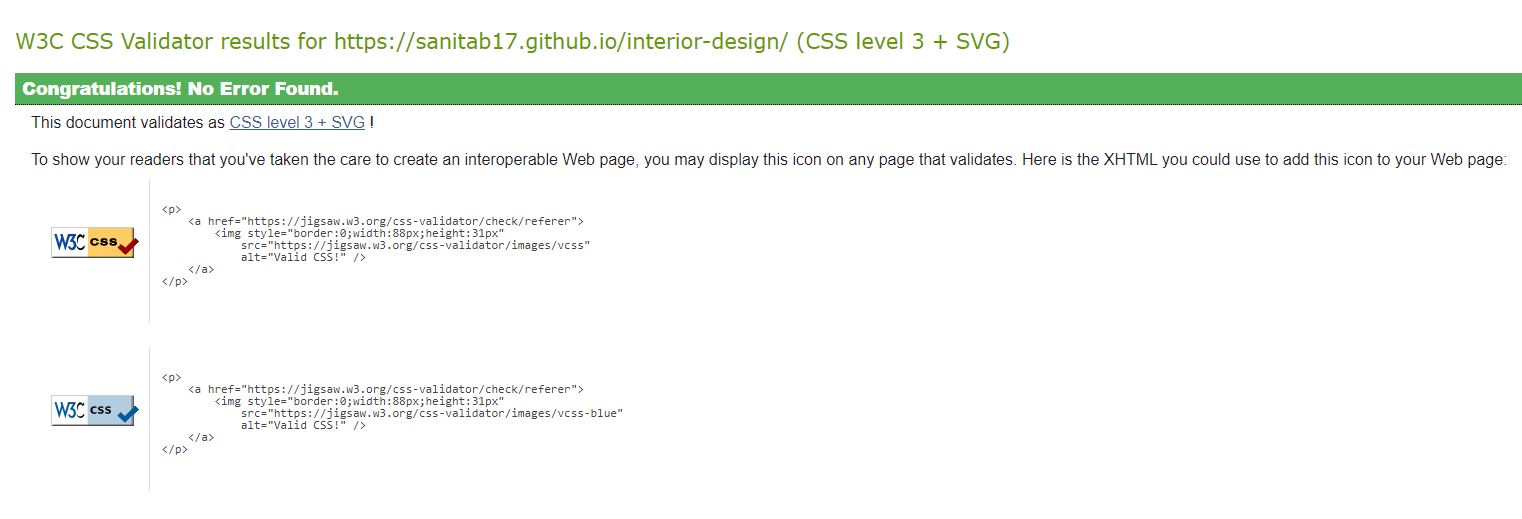 W3C CSS Validator results for https://sanitab17.github.io/interior-design/ (CSS level 3 + SVG)
Congratulations! No Error Found.
This document validates as CSS level 3 + SVG !
To show your readers that you've taken the care to create an interoperable Web page, you may display this icon on any page that validates. Here is the XHTML you could use to add this icon to your Web page:
W3C css
<p>
    <a href="https://jigsaw.w3.org/css-validator/check/referer">
        <img style="border:0;width:88px;height:31px"
            src="https://jigsaw.w3.org/css-validator/images/vcss"
            alt="Valid CSS!" />
    </a>
</p>
W3C css
<p>
    <a href="https://jigsaw.w3.org/css-validator/check/referer">
        <img style="border:0;width:88px;height:31px"
            src="https://jigsaw.w3.org/css-validator/images/vcss-blue"
            alt="Valid CSS!" />
    </a>
</p>